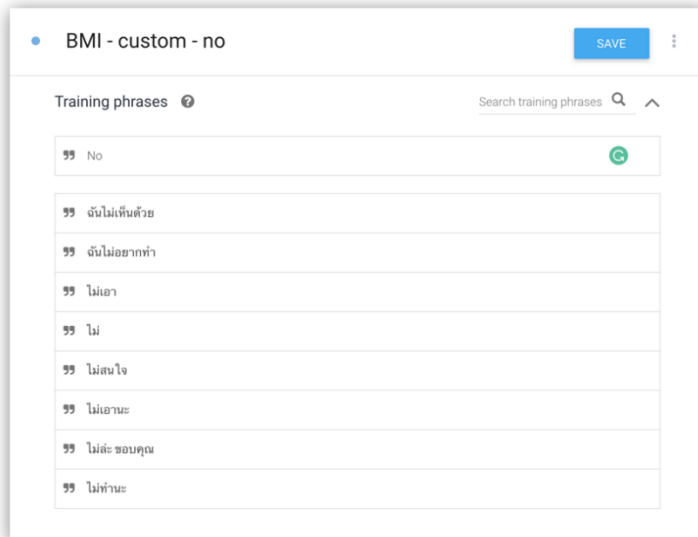 BMI - custom - no
SAVE
Training phrases
Search training phrases
No
ฉันไม่เห็นด้วย
ฉันไม่อยากทำ
ไม่เอา
ไม่
ไม่สนใจ
ไม่เอานะ
ไม่ล่ะ ขอบคุณ
ไม่ทำนะ